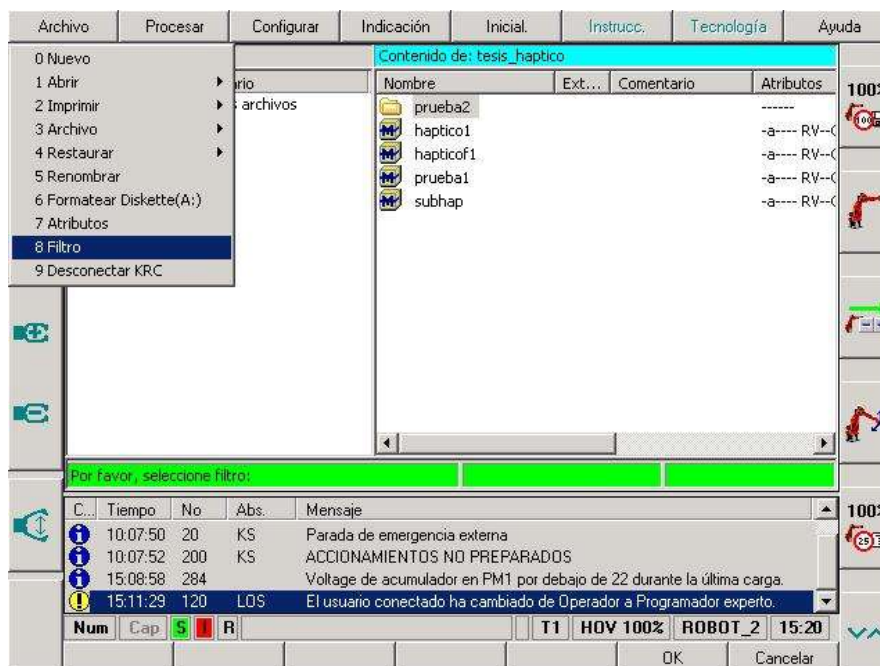 Archivo Procesar Configurar Indicación Inicial. Instrucc. Tecnología Ayuda
0 Nuevo
1 Abrir
2 Imprimir
3 Archivo
4 Restaurar
5 Renombrar
6 Formatear Diskette(A:)
7 Atributos
8 Filtro
9 Desconectar KRC
archivos
Contenido de: tesis_haptico
Nombre Ext... Comentario Atributos
prueba2 ------
haptico1 -a---- RV--
hapticof1 -a---- RV--
prueba1 -a---- RV--
subhap -a---- RV--
100
25
Por favor, seleccione filtro:
C... Tiempo No Abs. Mensaje
10:07:50 20 KS Parada de emergencia externa
10:07:52 200 KS ACCIONAMIENTOS NO PREPARADOS
15:08:58 284 Voltage de acumulador en PM1 por debajo de 22 durante la última carga.
15:11:29 120 LOS El usuario conectado ha cambiado de Operador a Programador experto.
Num Cap S I R T1 HOV 100% ROBOT_2 15:20
OK Cancelar